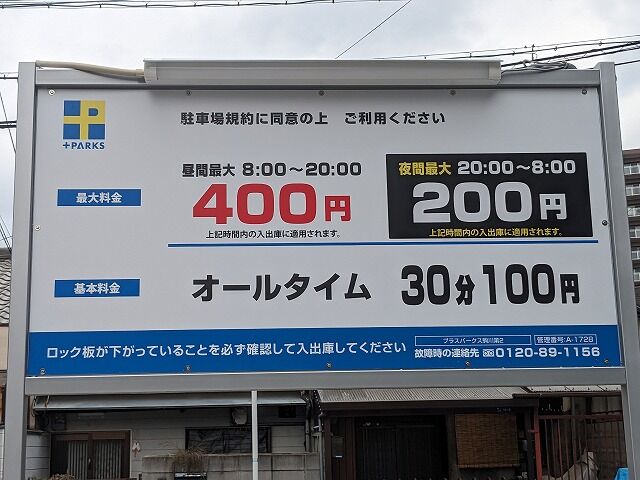 +P
+PARKS
駐車場規約に同意の上 ご利用ください
最大料金
昼間最大 8:00～20:00
400円
上記時間内の入出庫に適用されます。
夜間最大 20:00～8:00
200円
上記時間内の入出庫に適用されます。
基本料金
オールタイム 30分100円
ロック板が下がっていることを必ず確認して入出庫してください
プラスパークス鴨川第2 管理番号:A-1728
故障時の連絡先 0120-89-1156